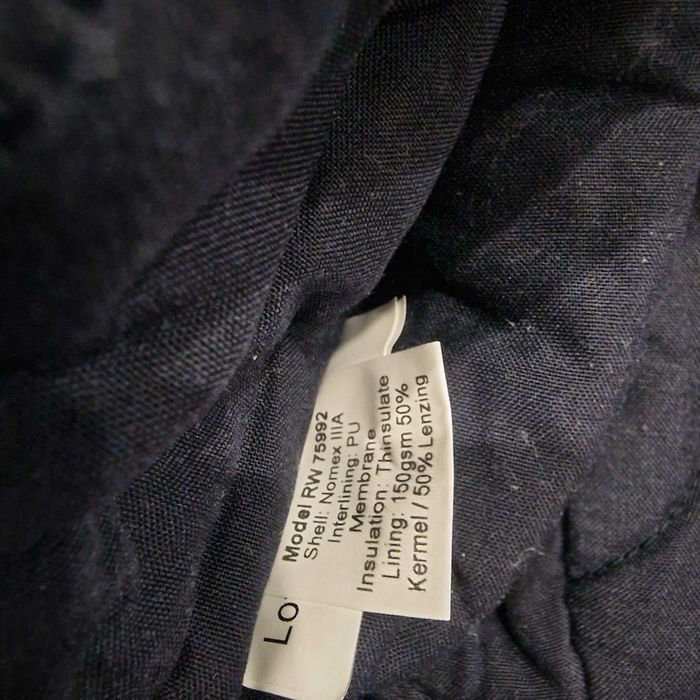 Model RW 75992
Shell: Nomex IIIA
Interlining: PU
Membrane
Insulation: Thinsulate
Lining: 150gsm 50%
Kermel / 50% Lenzing
LO